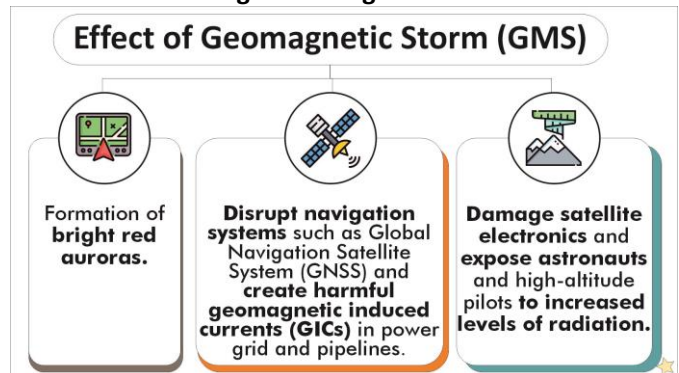 Effect of Geomagnetic Storm (GMS)
Formation of
bright red
auroras.
Disrupt navigation
systems such as Global
Navigation Satellite
System (GNSS) and
create harmful
geomagnetic induced
currents (GICs) in power
grid and pipelines.
Damage satellite
electronics and
expose astronauts
and high-altitude
pilots to increased
levels of radiation.